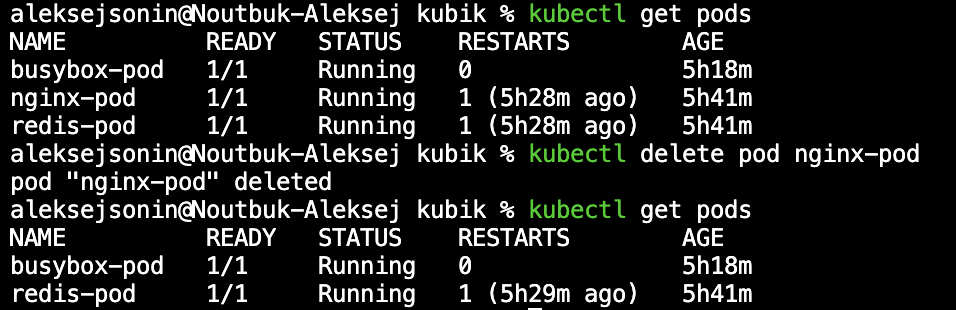 aleksejsonin@Noutbuk-Aleksej kubik % kubectl get pods
NAME READY STATUS RESTARTS AGE
busybox-pod 1/1 Running 0 5h18m
nginx-pod 1/1 Running 1 (5h28m ago) 5h41m
redis-pod 1/1 Running 1 (5h28m ago) 5h41m
aleksejsonin@Noutbuk-Aleksej kubik % kubectl delete pod nginx-pod
pod "nginx-pod" deleted
aleksejsonin@Noutbuk-Aleksej kubik % kubectl get pods
NAME READY STATUS RESTARTS AGE
busybox-pod 1/1 Running 0 5h18m
redis-pod 1/1 Running 1 (5h29m ago) 5h41m